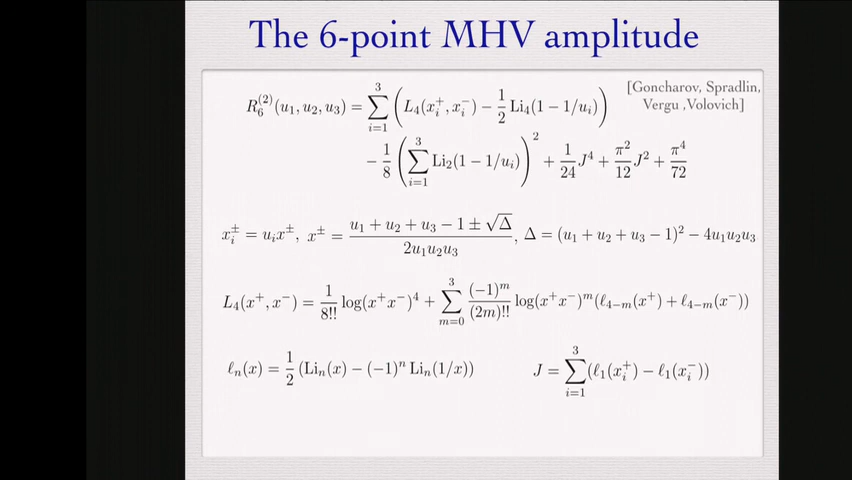 The 6-point MHV amplitude
[Goncharov, Spradlin,
Vergu ,Volovich]
$R_6^{(2)}(u_1, u_2, u_3) = \sum_{i=1}^{3} \left( L_4(x_i^+, x_i^-) - \frac{1}{2} \mathrm{Li}_4(1 - 1/u_i) \right)$
$- \frac{1}{8} \left( \sum_{i=1}^{3} \mathrm{Li}_2(1 - 1/u_i) \right)^2 + \frac{1}{24} J^4 + \frac{\pi^2}{12} J^2 + \frac{\pi^4}{72}$
$x_i^{\pm} = u_i x^{\pm}, \; x^{\pm} = \frac{u_1 + u_2 + u_3 - 1 \pm \sqrt{\Delta}}{2 u_1 u_2 u_3}, \; \Delta = (u_1 + u_2 + u_3 - 1)^2 - 4 u_1 u_2 u_3$
$L_4(x^+, x^-) = \frac{1}{8!!} \log(x^+ x^-)^4 + \sum_{m=0}^{3} \frac{(-1)^m}{(2m)!!} \log(x^+ x^-)^m (\ell_{4-m}(x^+) + \ell_{4-m}(x^-))$
$\ell_n(x) = \frac{1}{2} \left( \mathrm{Li}_n(x) - (-1)^n \mathrm{Li}_n(1/x) \right)$ $J = \sum_{i=1}^{3} (\ell_1(x_i^+) - \ell_1(x_i^-))$